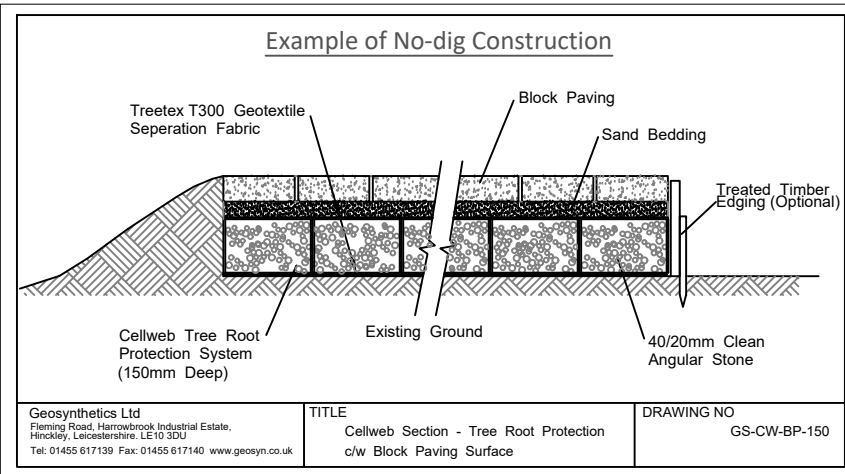 Example of No-dig Construction
Treetex T300 Geotextile
Seperation Fabric
Block Paving
Sand Bedding
Treated Timber
Edging (Optional)
Cellweb Tree Root
Protection System
(150mm Deep)
Existing Ground
40/20mm Clean
Angular Stone
Geosynthetics Ltd
Fleming Road, Harrowbrook Industrial Estate,
Hinckley, Leicestershire. LE10 3DU
Tel: 01455 617139 Fax: 01455 617140 www.geosyn.co.uk
TITLE
Cellweb Section - Tree Root Protection
c/w Block Paving Surface
DRAWING NO
GS-CW-BP-150